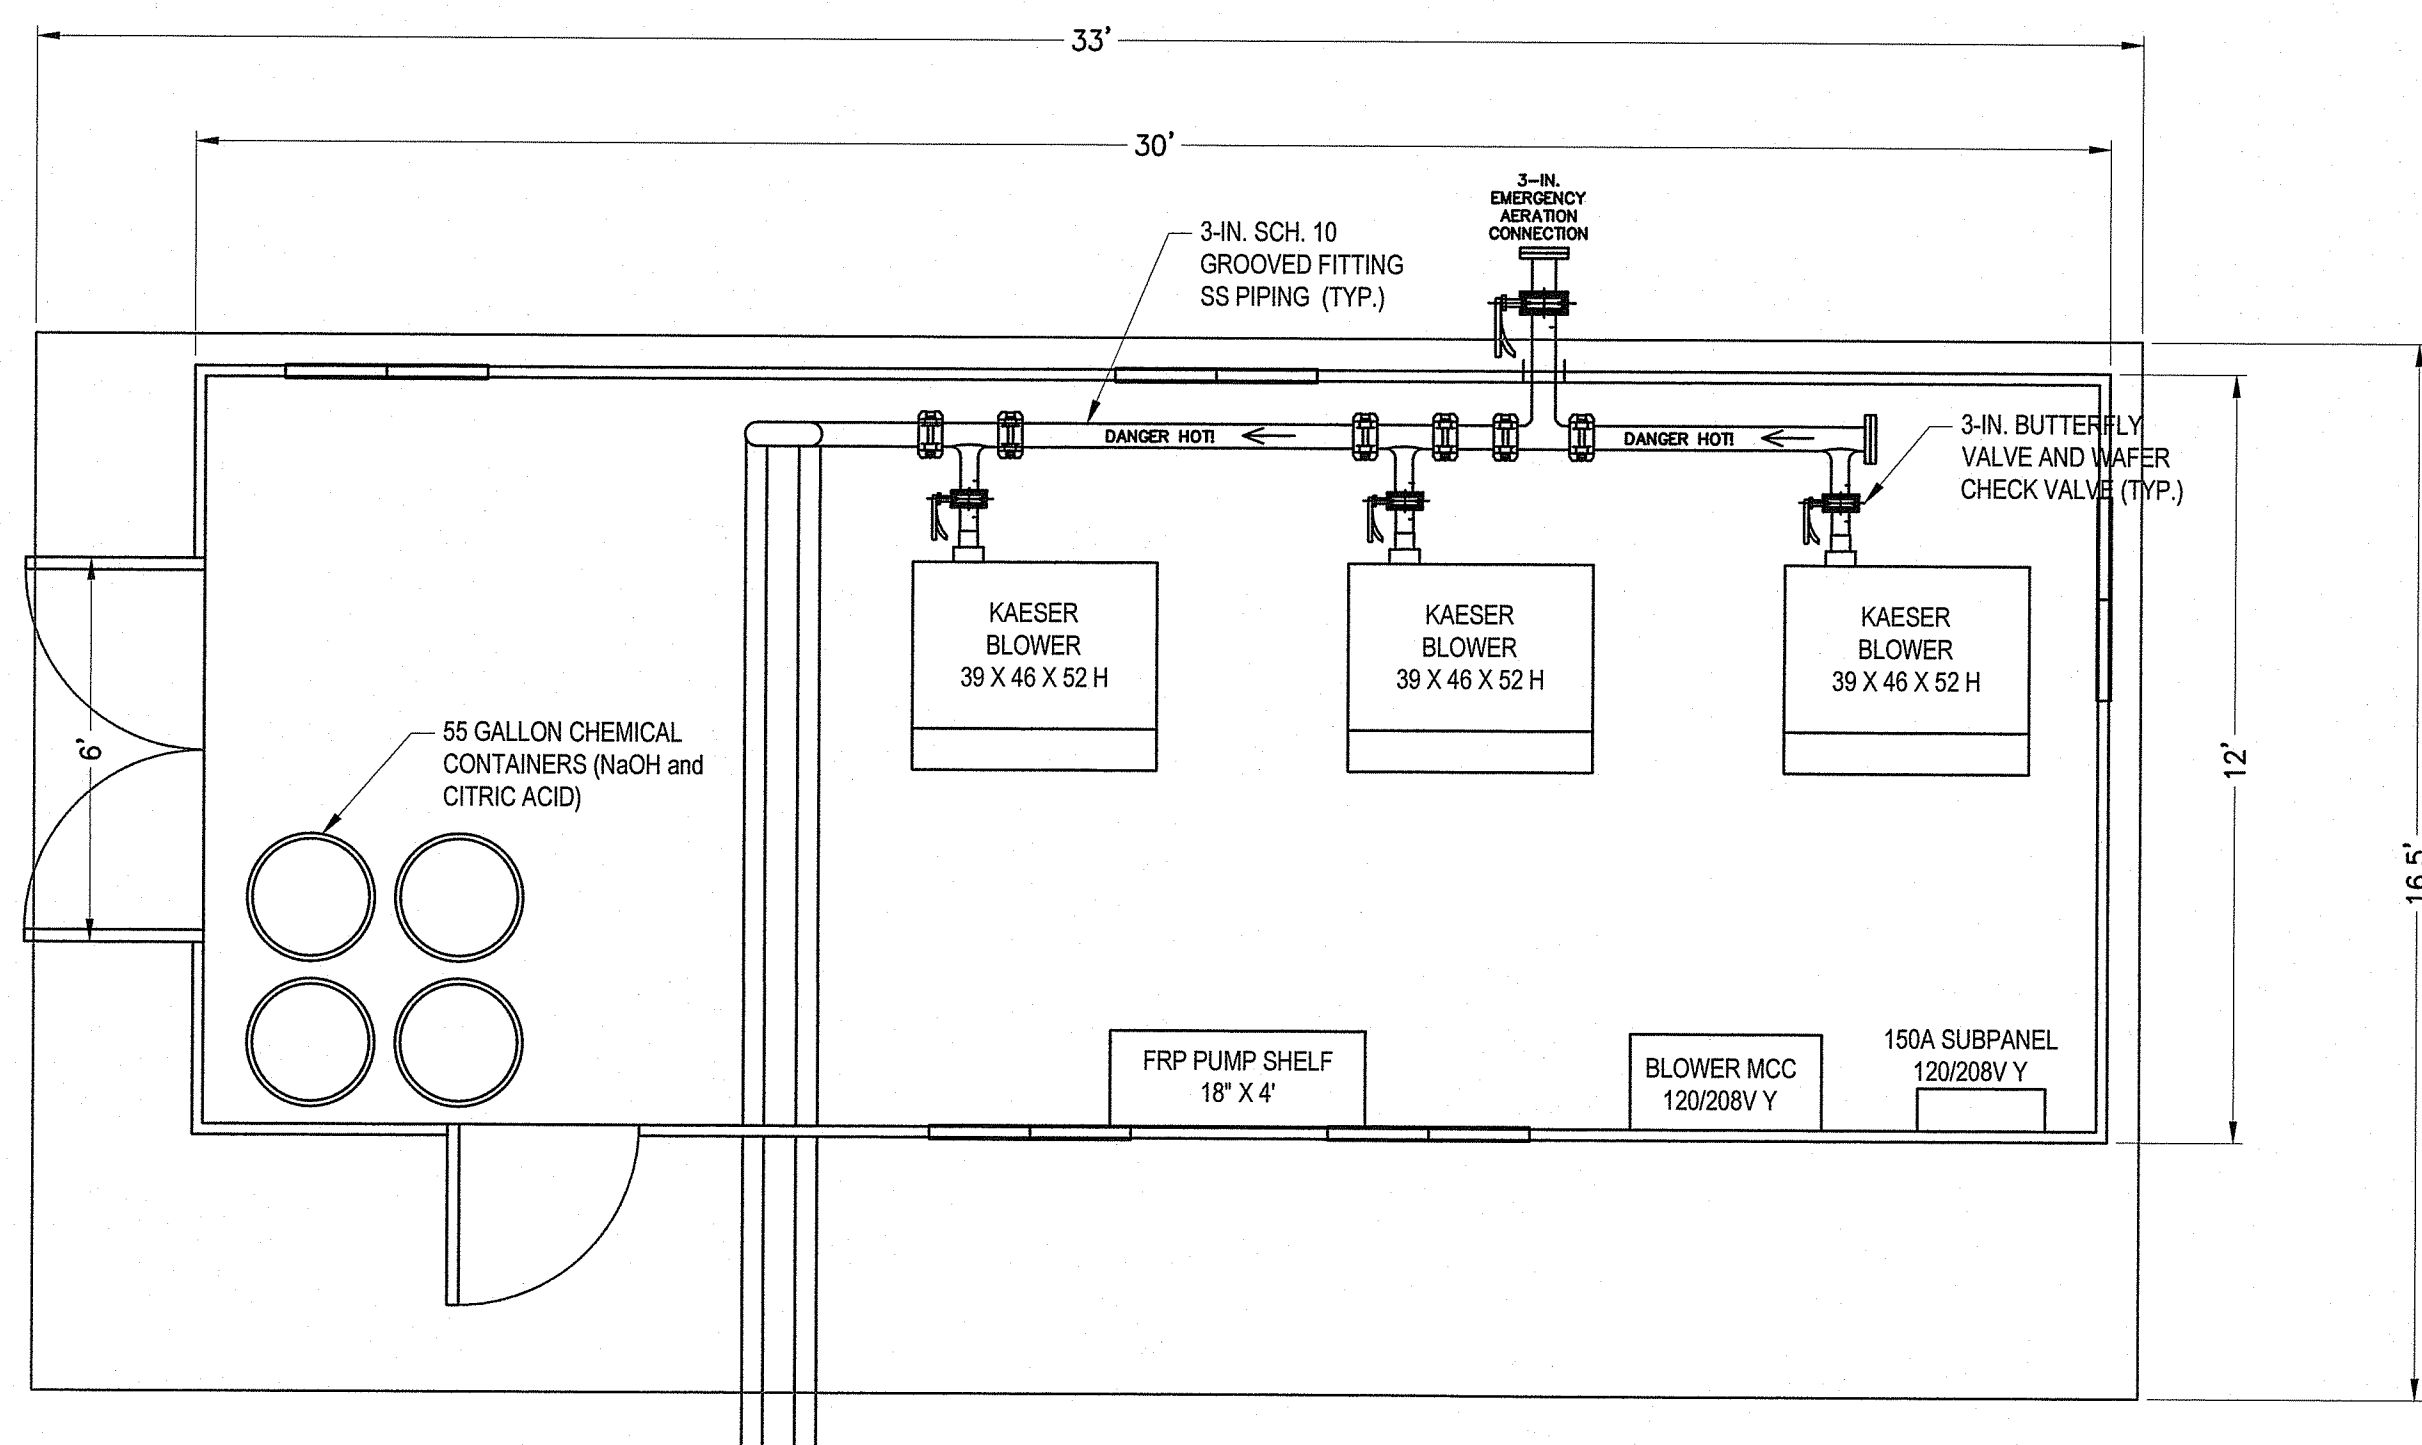 33'
30'
3-IN.
EMERGENCY
AERATION
CONNECTION
3-IN. SCH. 10
GROOVED FITTING
SS PIPING (TYP.)
DANGER HOT!
DANGER HOT!
3-IN. BUTTERFLY
VALVE AND WAFER
CHECK VALVE (TYP.)
KAESER
BLOWER
39 X 46 X 52 H
KAESER
BLOWER
39 X 46 X 52 H
KAESER
BLOWER
39 X 46 X 52 H
6'
55 GALLON CHEMICAL
CONTAINERS (NaOH and
CITRIC ACID)
12'
16.5'
FRP PUMP SHELF
18" X 4'
BLOWER MCC
120/208V Y
150A SUBPANEL
120/208V Y